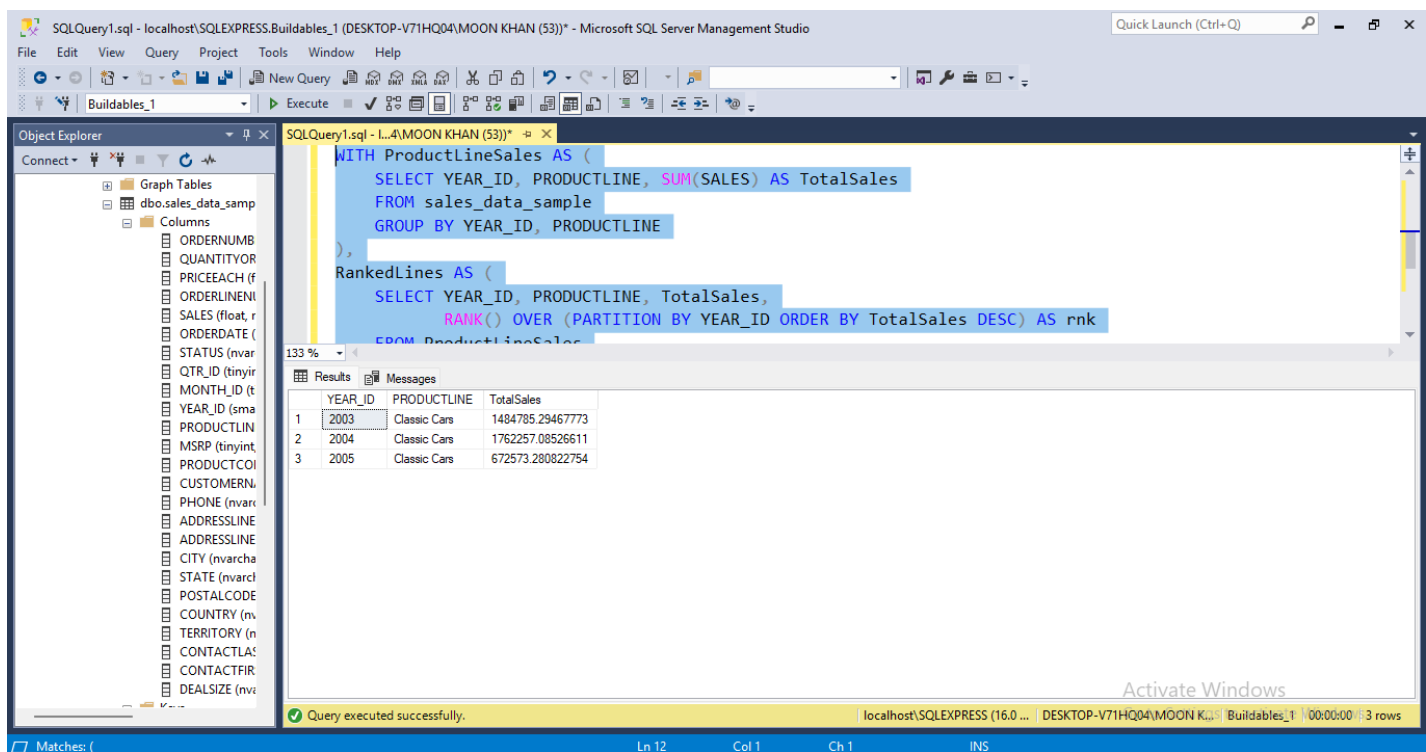 SQLQuery1.sql - localhost\SQLEXPRESS.Buildables_1 (DESKTOP-V71HQ04\MOON KHAN (53))* - Microsoft SQL Server Management Studio
Quick Launch (Ctrl+Q)
File Edit View Query Project Tools Window Help
New Query
Buildables_1
Execute
Object Explorer
SQLQuery1.sql - l...4\MOON KHAN (53))*
Connect
Graph Tables
dbo.sales_data_samp
Columns
ORDERNUMB
QUANTITYOR
PRICEEACH (f
ORDERLINENU
SALES (float, r
ORDERDATE (
STATUS (nvar
QTR_ID (tinyir
MONTH_ID (t
YEAR_ID (sma
PRODUCTLIN
MSRP (tinyint,
PRODUCTCOI
CUSTOMERN
PHONE (nvarc
ADDRESSLINE
ADDRESSLINE
CITY (nvarcha
STATE (nvarch
POSTALCODE
COUNTRY (nv
TERRITORY (n
CONTACTLAS
CONTACTFIR
DEALSIZE (nva
Keys
WITH ProductLineSales AS (
SELECT YEAR_ID, PRODUCTLINE, SUM(SALES) AS TotalSales
FROM sales_data_sample
GROUP BY YEAR_ID, PRODUCTLINE
),
RankedLines AS (
SELECT YEAR_ID, PRODUCTLINE, TotalSales,
RANK() OVER (PARTITION BY YEAR_ID ORDER BY TotalSales DESC) AS rnk
FROM ProductLineSales
133 %
Results Messages
YEAR_ID PRODUCTLINE TotalSales
1 2003 Classic Cars 1484785.29467773
2 2004 Classic Cars 1762257.08526611
3 2005 Classic Cars 672573.280822754
Activate Windows
Query executed successfully.
localhost\SQLEXPRESS (16.0 ... DESKTOP-V71HQ04\MOON K... Buildables_1 00:00:00 3 rows
Matches: (
Ln 12 Col 1 Ch 1 INS